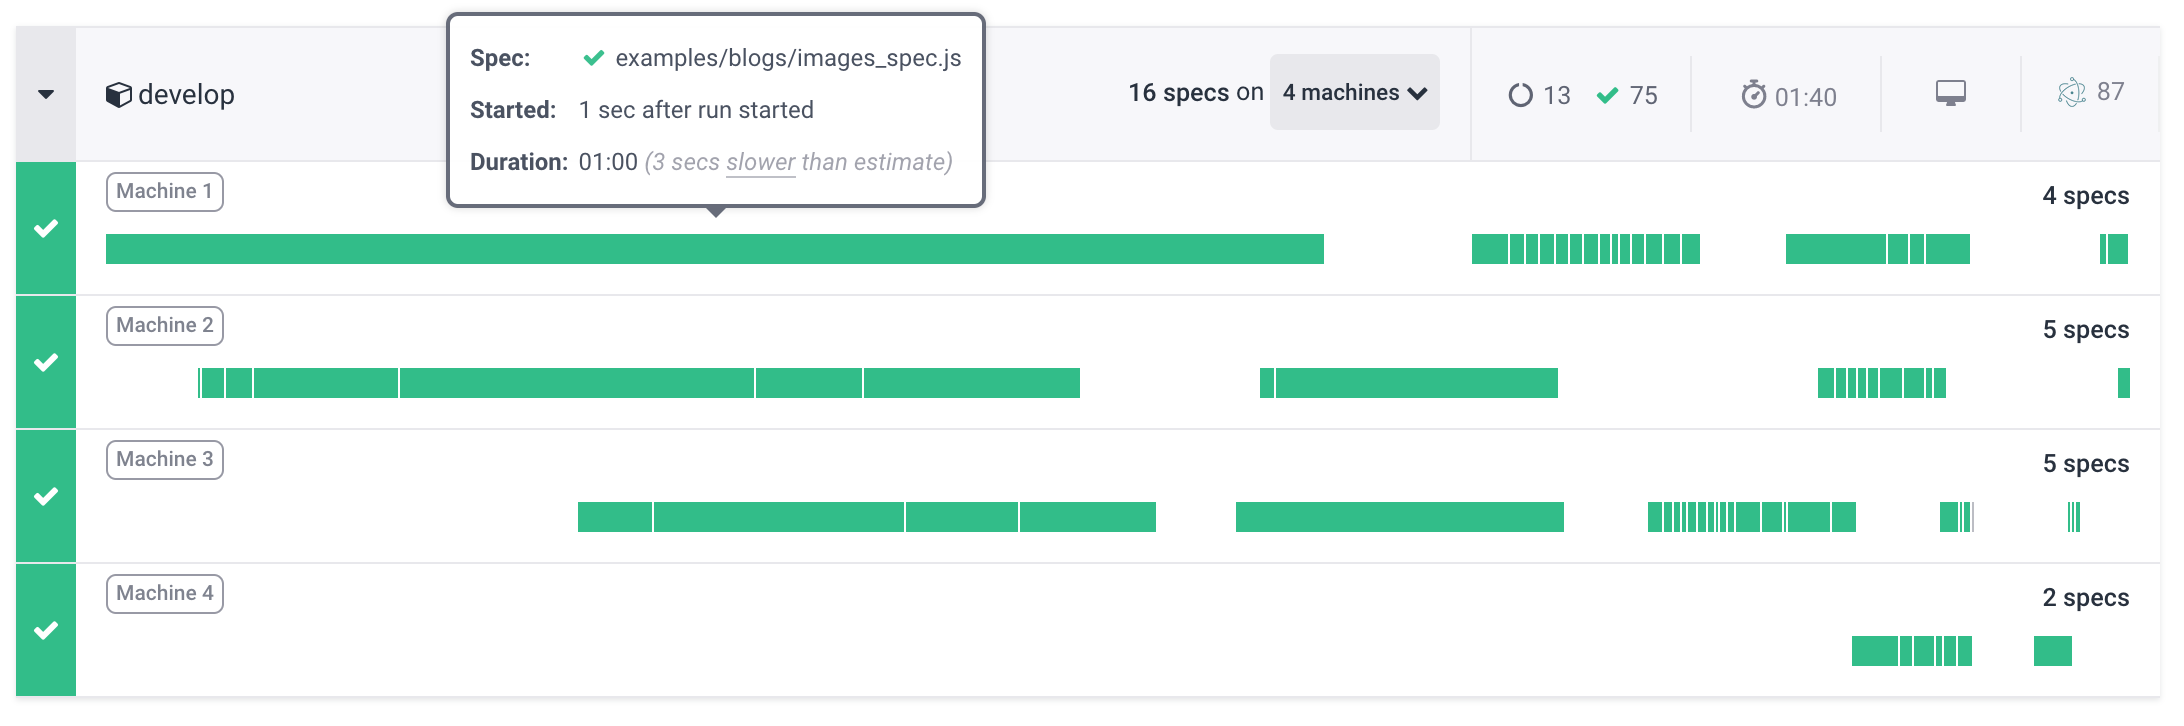 Spec: examples/blogs/images_spec.js
Started: 1 sec after run started
Duration: 01:00 (3 secs slower than estimate)
develop
16 specs on 4 machines
13 75
01:40
87
Machine 1
4 specs
Machine 2
5 specs
Machine 3
5 specs
Machine 4
2 specs